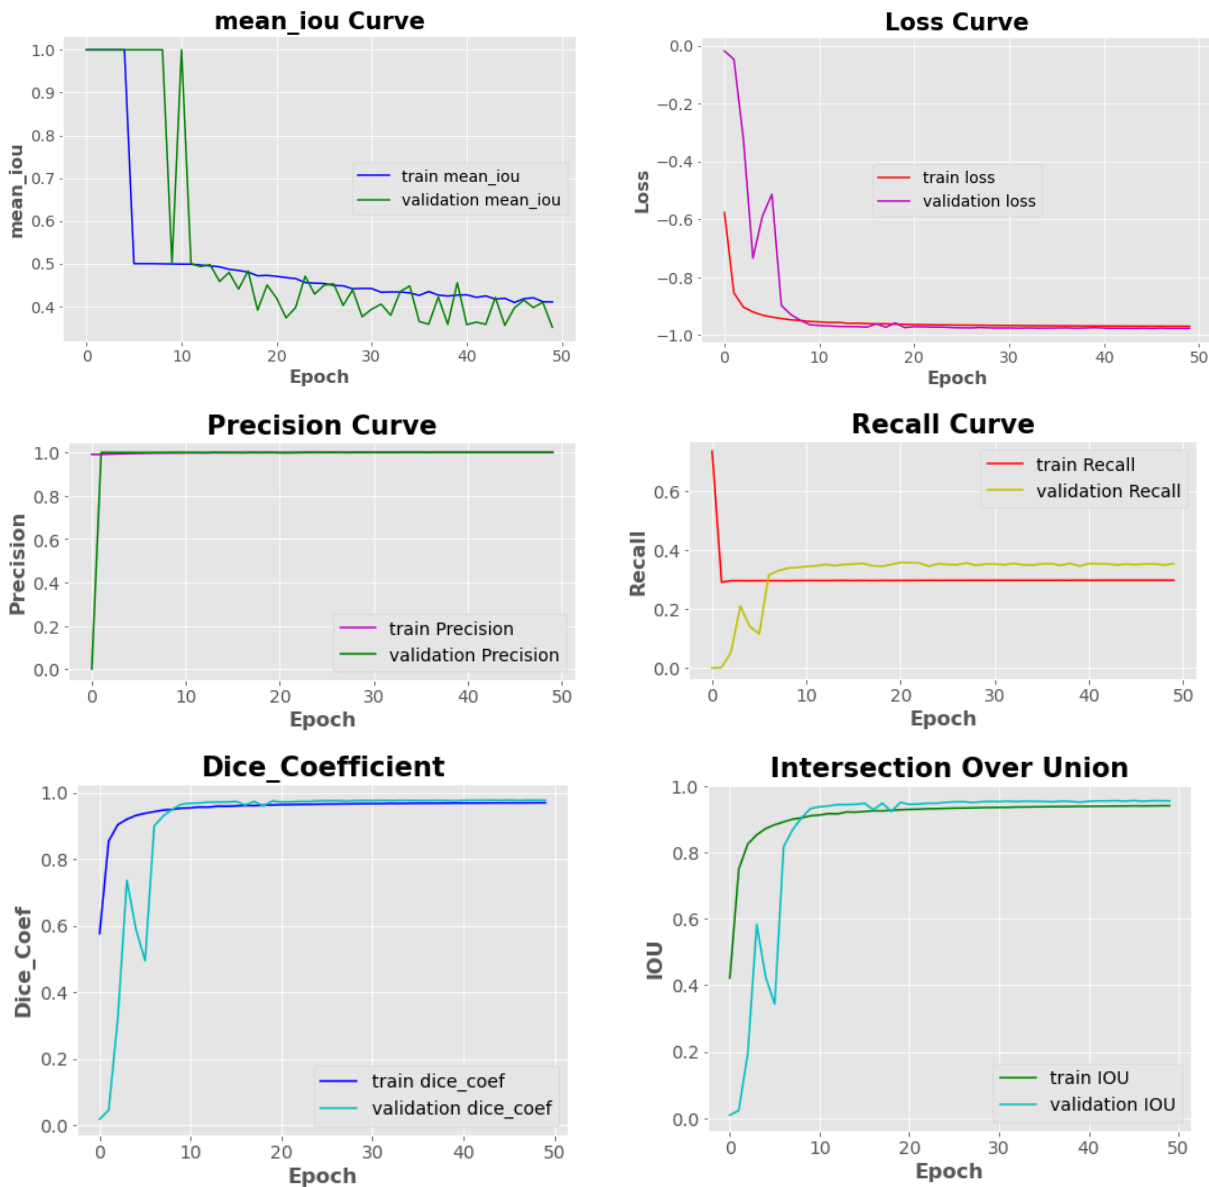 mean_iou Curve
1.0
0.9
0.8
0.7
0.6
0.5
0.4
mean_iou
train mean_iou
validation mean_iou
0 10 20 30 40 50
Epoch
Loss Curve
0.0
−0.2
−0.4
−0.6
−0.8
−1.0
Loss
train loss
validation loss
0 10 20 30 40 50
Epoch
Precision Curve
1.0
0.8
0.6
0.4
0.2
0.0
Precision
train Precision
validation Precision
0 10 20 30 40 50
Epoch
Recall Curve
0.6
0.4
0.2
0.0
Recall
train Recall
validation Recall
0 10 20 30 40 50
Epoch
Dice_Coefficient
1.0
0.8
0.6
0.4
0.2
0.0
Dice_Coef
train dice_coef
validation dice_coef
0 10 20 30 40 50
Epoch
Intersection Over Union
1.0
0.8
0.6
0.4
0.2
0.0
IOU
train IOU
validation IOU
0 10 20 30 40 50
Epoch